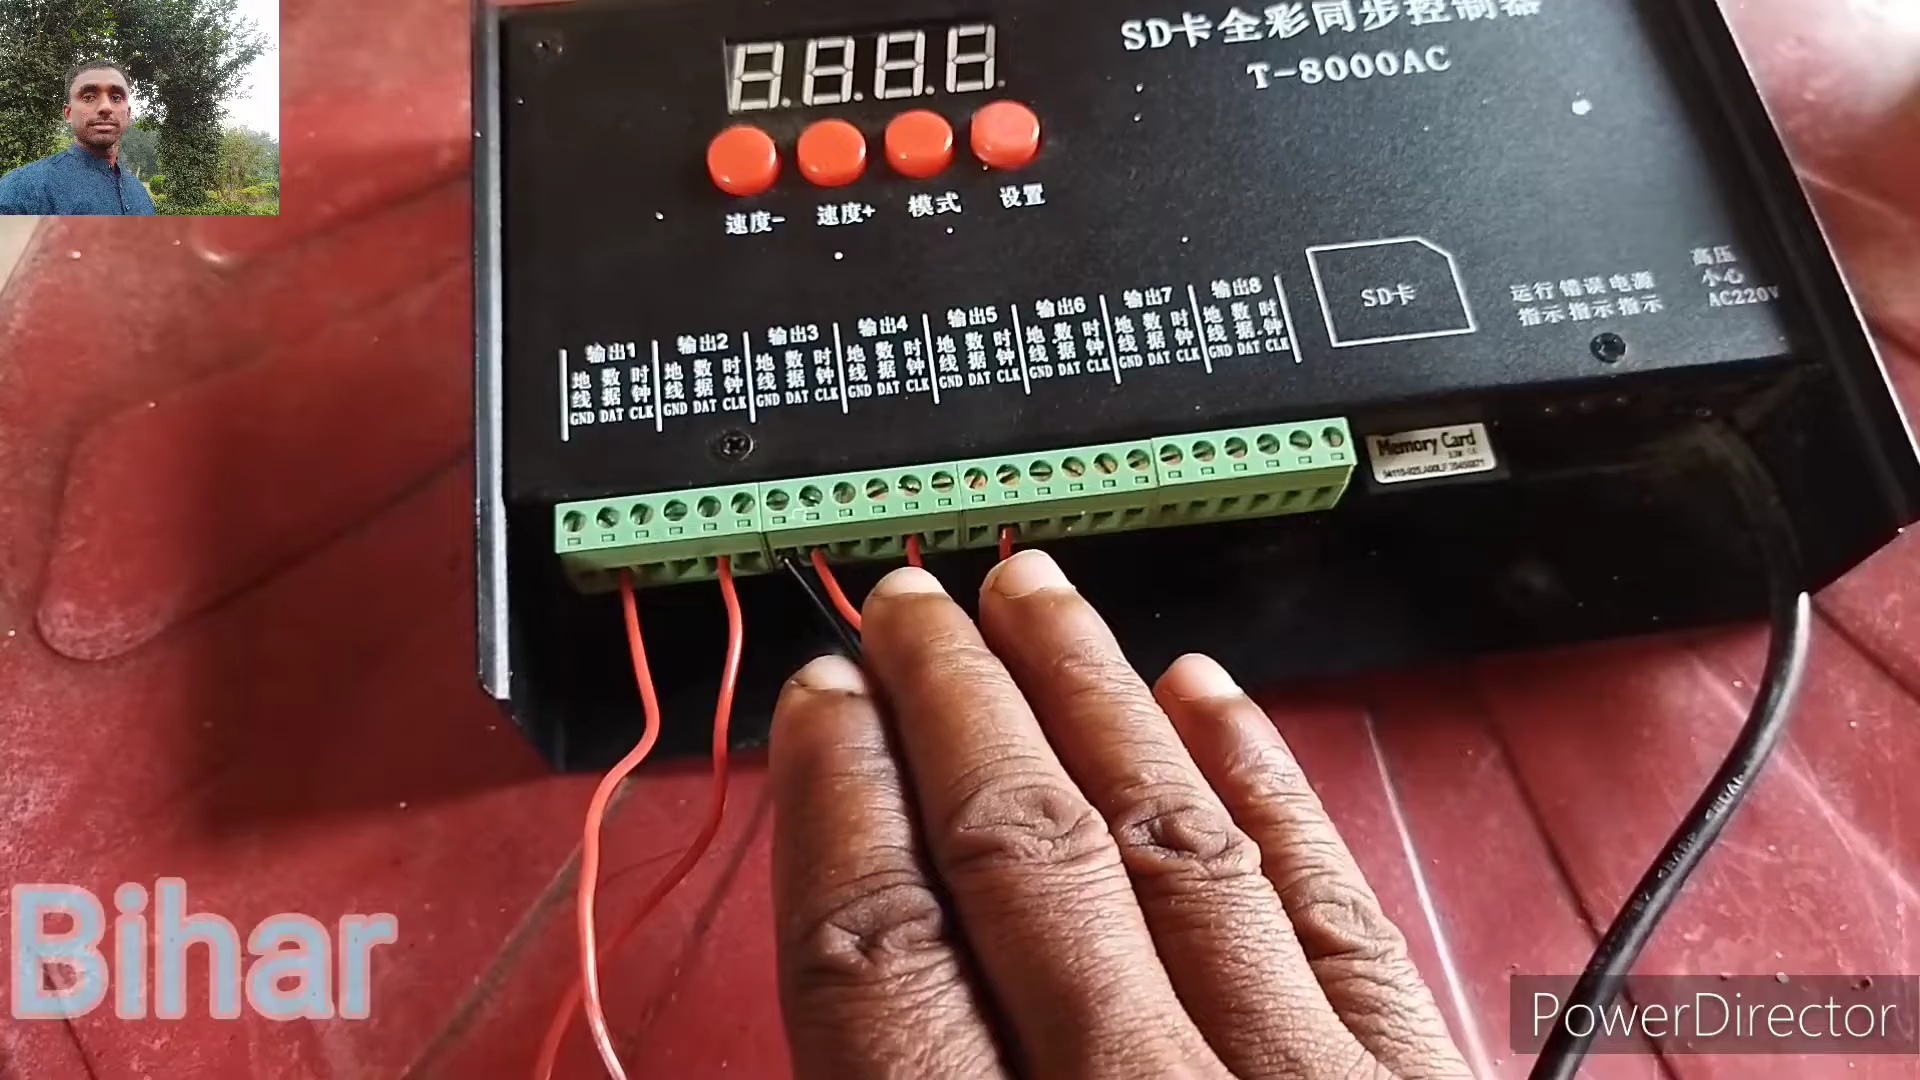 SD卡全彩同步控制器
T-8000AC
速度- 速度+ 模式 设置
输出1 输出2 输出3 输出4 输出5 输出6 输出7 输出8
地线 数据 时钟 地线 数据 时钟 地线 数据 时钟 地线 数据 时钟 地线 数据 时钟 地线 数据 时钟 地线 数据 时钟 地线 数据 时钟
GND DAT CLK GND DAT CLK GND DAT CLK GND DAT CLK GND DAT CLK GND DAT CLK GND DAT CLK GND DAT CLK
SD卡
运行 错误 电源
指示 指示 指示
高压
小心
AC220V
Memory Card
Bihar
PowerDirector